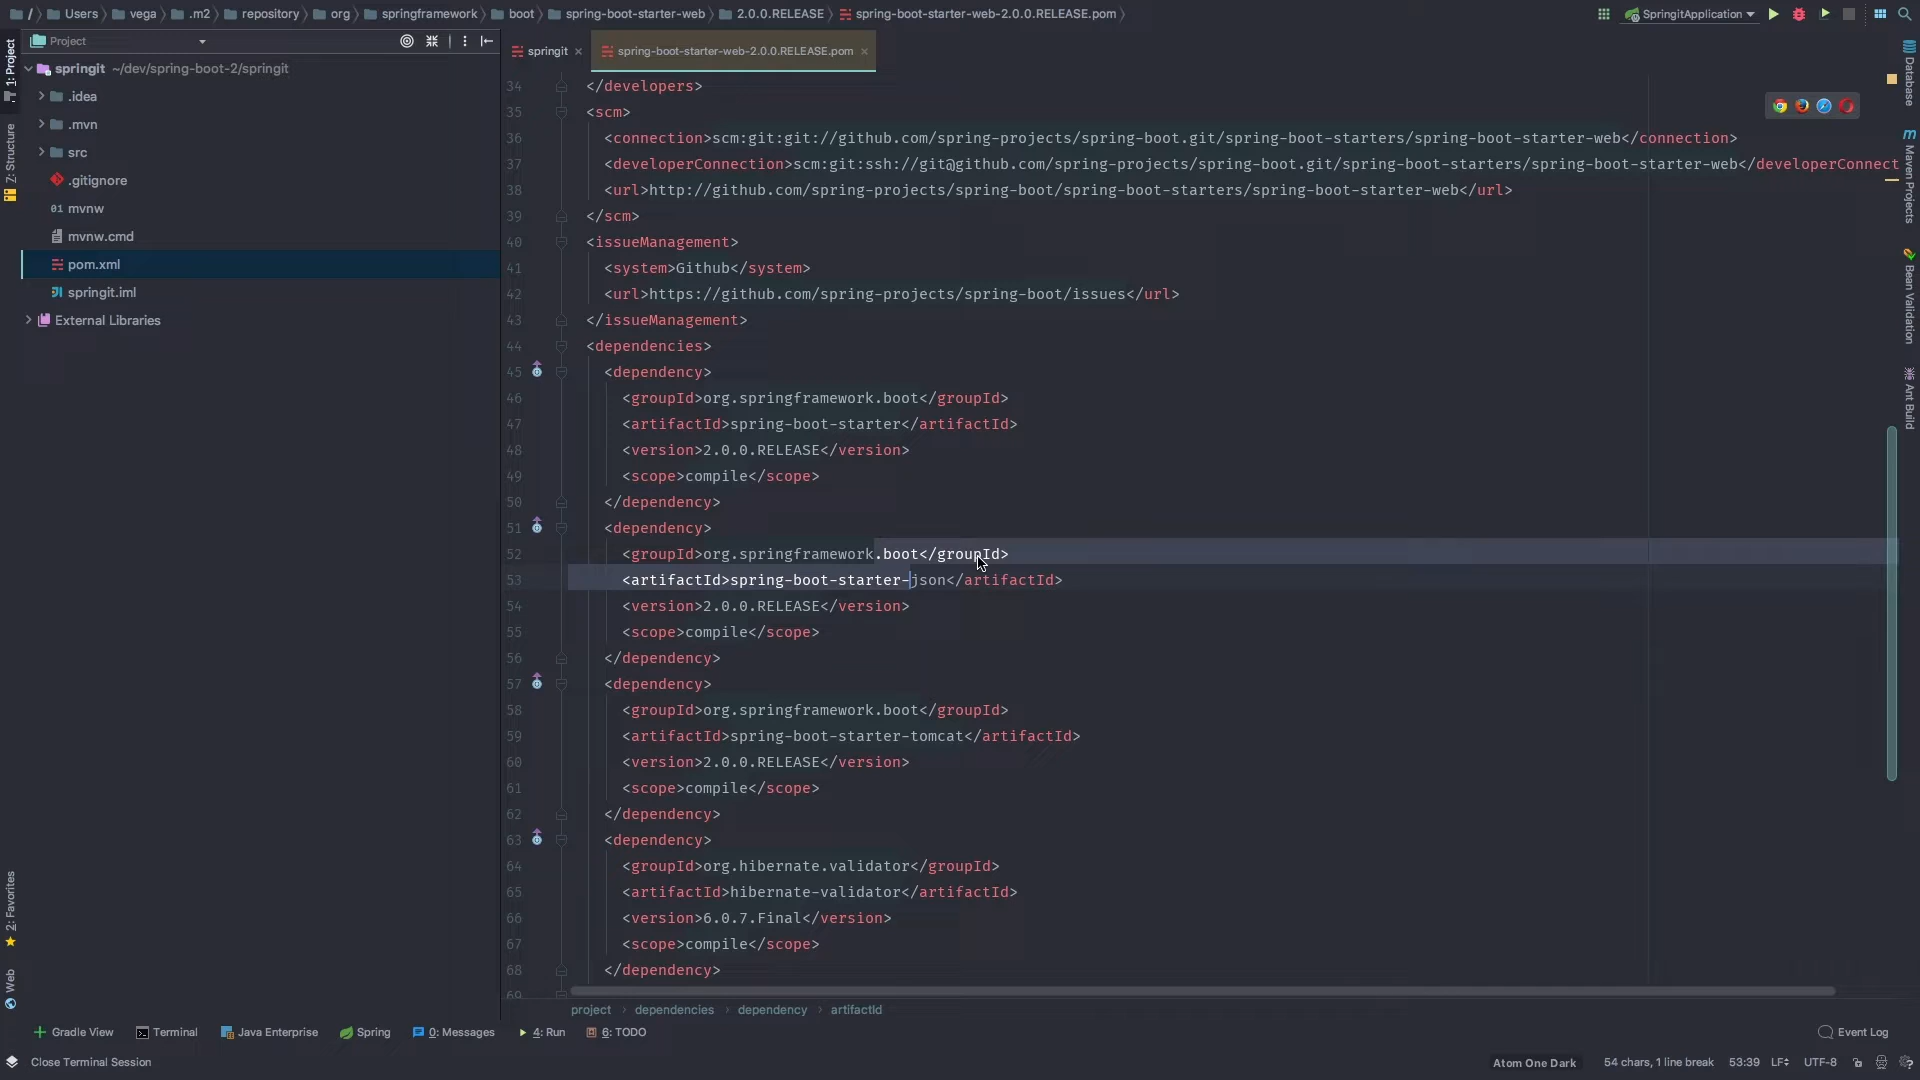 / Users vega .m2 repository org springframework boot spring-boot-starter-web 2.0.0.RELEASE spring-boot-starter-web-2.0.0.RELEASE.pom
SpringitApplication
Project
springit
spring-boot-starter-web-2.0.0.RELEASE.pom
1: Project
Z: Structure
2: Favorites
Web
springit ~/dev/spring-boot-2/springit
.idea
.mvn
src
.gitignore
mvnw
mvnw.cmd
pom.xml
springit.iml
External Libraries
34 </developers>
35 <scm>
36 <connection>scm:git:git://github.com/spring-projects/spring-boot.git/spring-boot-starters/spring-boot-starter-web</connection>
37 <developerConnection>scm:git:ssh://git@github.com/spring-projects/spring-boot.git/spring-boot-starters/spring-boot-starter-web</developerConnect
38 <url>http://github.com/spring-projects/spring-boot/spring-boot-starters/spring-boot-starter-web</url>
39 </scm>
40 <issueManagement>
41 <system>Github</system>
42 <url>https://github.com/spring-projects/spring-boot/issues</url>
43 </issueManagement>
44 <dependencies>
45 <dependency>
46 <groupId>org.springframework.boot</groupId>
47 <artifactId>spring-boot-starter</artifactId>
48 <version>2.0.0.RELEASE</version>
49 <scope>compile</scope>
50 </dependency>
51 <dependency>
52 <groupId>org.springframework.boot</groupId>
53 <artifactId>spring-boot-starter-json</artifactId>
54 <version>2.0.0.RELEASE</version>
55 <scope>compile</scope>
56 </dependency>
57 <dependency>
58 <groupId>org.springframework.boot</groupId>
59 <artifactId>spring-boot-starter-tomcat</artifactId>
60 <version>2.0.0.RELEASE</version>
61 <scope>compile</scope>
62 </dependency>
63 <dependency>
64 <groupId>org.hibernate.validator</groupId>
65 <artifactId>hibernate-validator</artifactId>
66 <version>6.0.7.Final</version>
67 <scope>compile</scope>
68 </dependency>
69
Database
Maven Projects
Bean Validation
Ant Build
project dependencies dependency artifactId
Gradle View Terminal Java Enterprise Spring 0: Messages 4: Run 6: TODO Event Log
Close Terminal Session Atom One Dark 54 chars, 1 line break 53:39 LF UTF-8